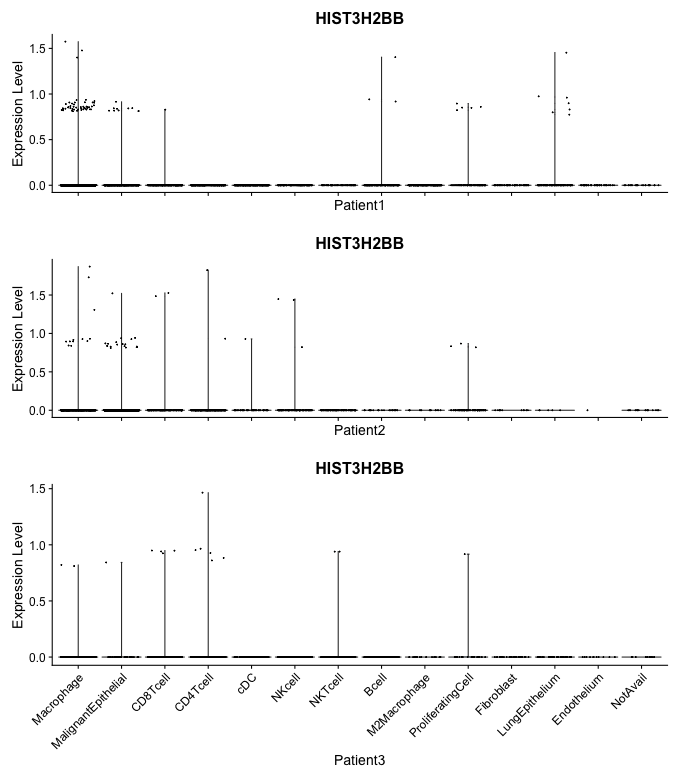 HIST3H2BB
Expression Level
1.5
1.0
0.5
0.0
Patient1
HIST3H2BB
Expression Level
1.5
1.0
0.5
0.0
Patient2
HIST3H2BB
Expression Level
1.5
1.0
0.5
0.0
Macrophage
MalignantEpithelial
CD8Tcell
CD4Tcell
cDC
NKcell
NKTcell
Bcell
M2Macrophage
ProliferatingCell
Fibroblast
LungEpithelium
Endothelium
NotAvail
Patient3